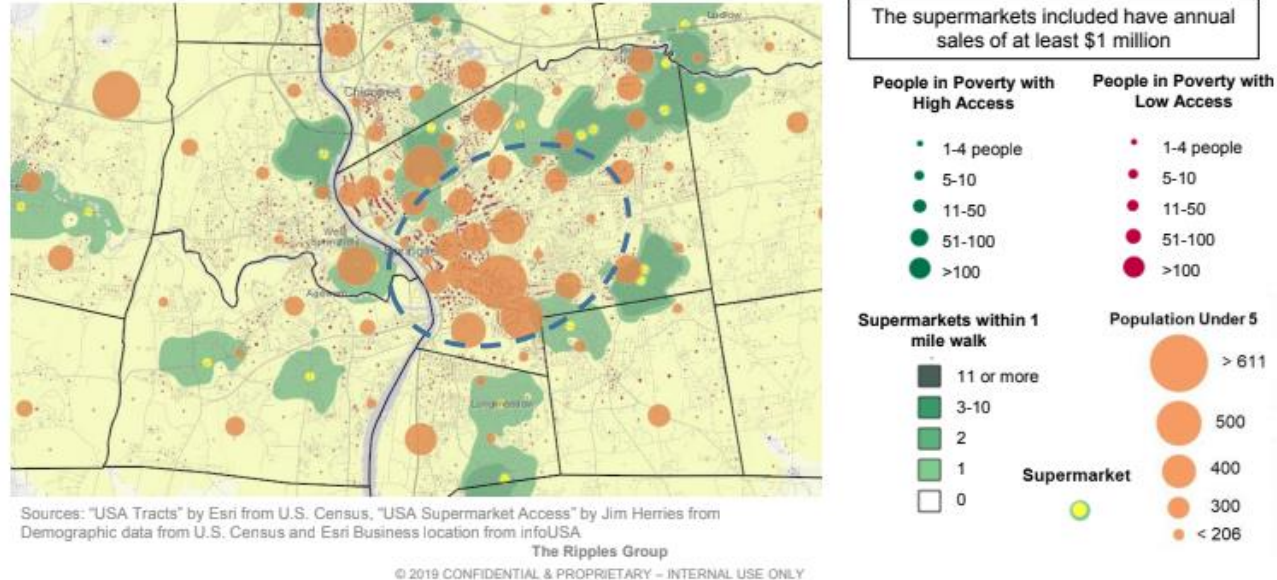 The supermarkets included have annual
sales of at least $1 million
People in Poverty with
High Access
1-4 people
5-10
11-50
51-100
>100
People in Poverty with
Low Access
1-4 people
5-10
11-50
51-100
>100
Supermarkets within 1
mile walk
11 or more
3-10
2
1
0
Supermarket
Population Under 5
> 611
500
400
300
< 206
Ludlow
Sources: "USA Tracts" by Esri from U.S. Census, "USA Supermarket Access" by Jim Herries from
Demographic data from U.S. Census and Esri Business location from infoUSA
The Ripples Group
© 2019 CONFIDENTIAL & PROPRIETARY – INTERNAL USE ONLY